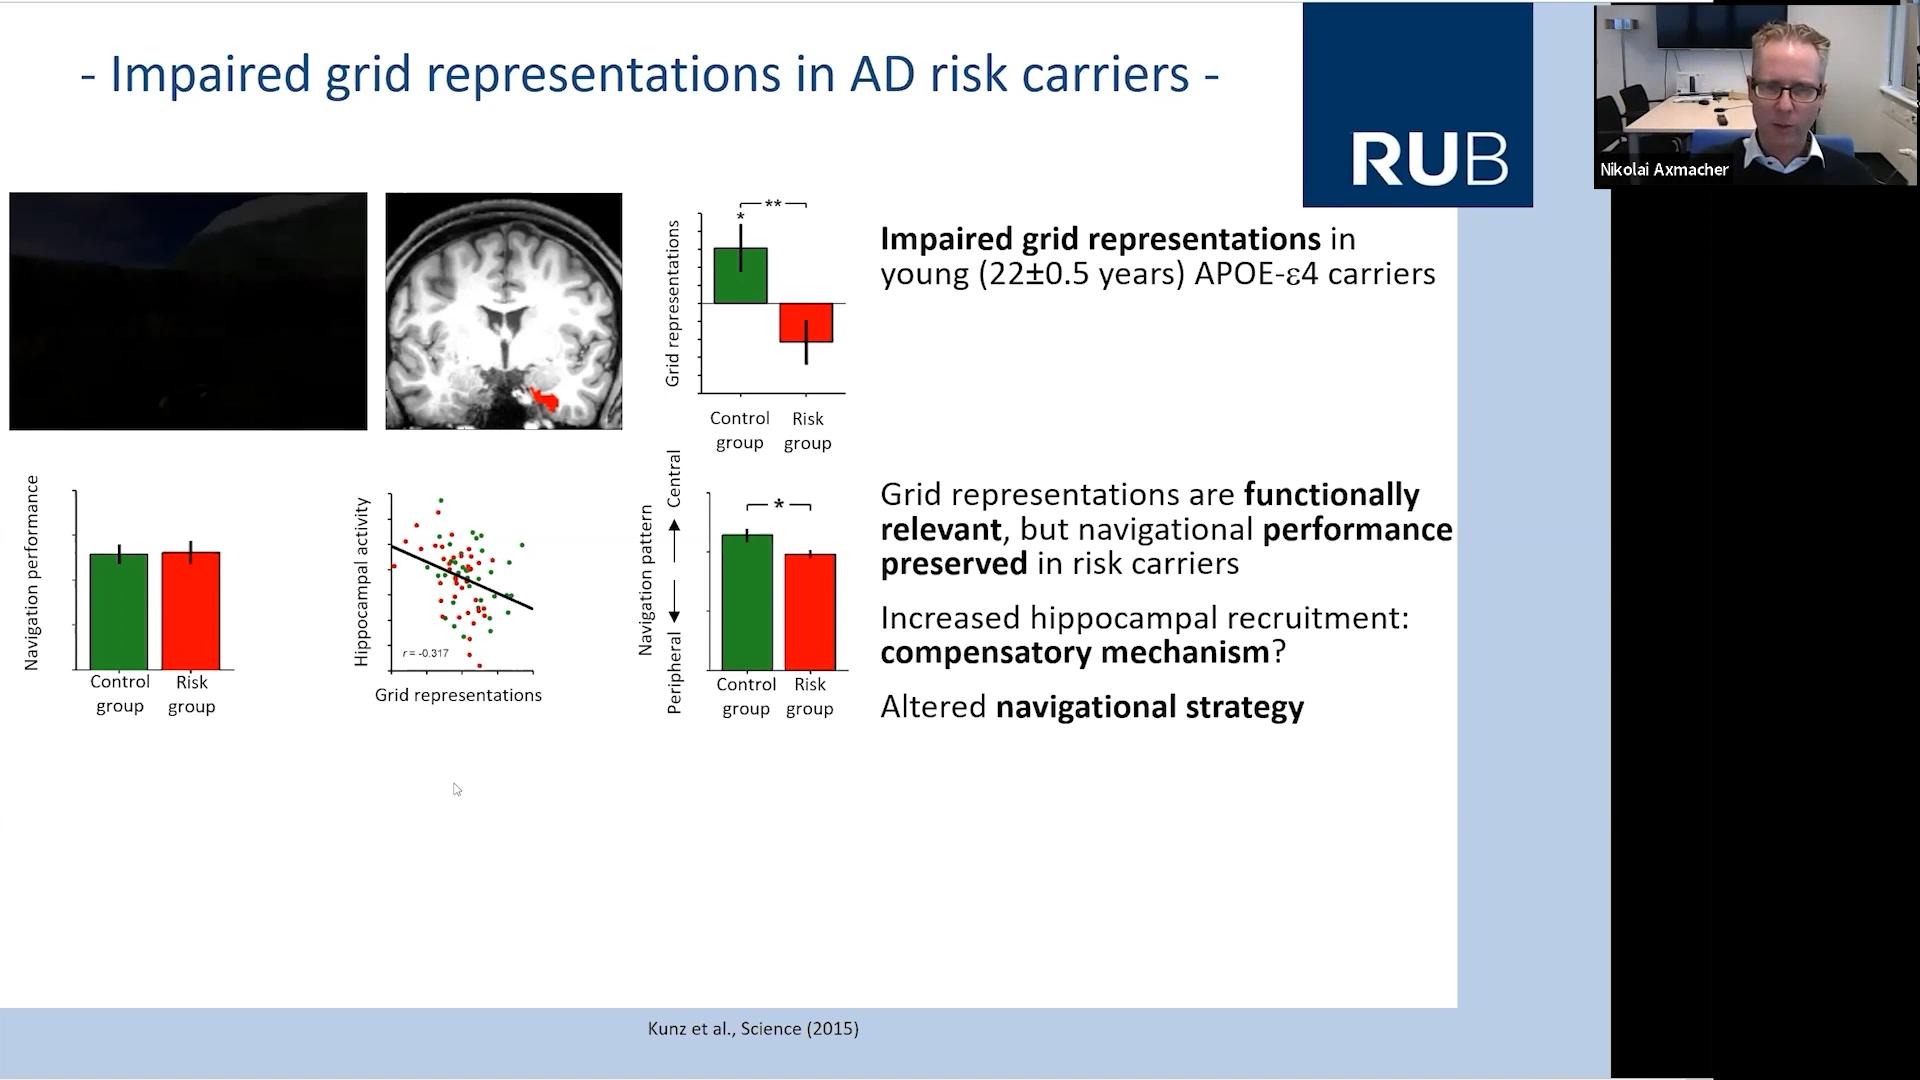 - Impaired grid representations in AD risk carriers -
RUB
Nikolai Axmacher
**
*
Grid representations
Control group
Risk group
Impaired grid representations in
young (22±0.5 years) APOE-ε4 carriers
Navigation performance
Control group
Risk group
Hippocampal activity
r = -0.317
Grid representations
Navigation pattern
Peripheral
Central
*
Control group
Risk group
Grid representations are functionally
relevant, but navigational performance
preserved in risk carriers
Increased hippocampal recruitment:
compensatory mechanism?
Altered navigational strategy
Kunz et al., Science (2015)